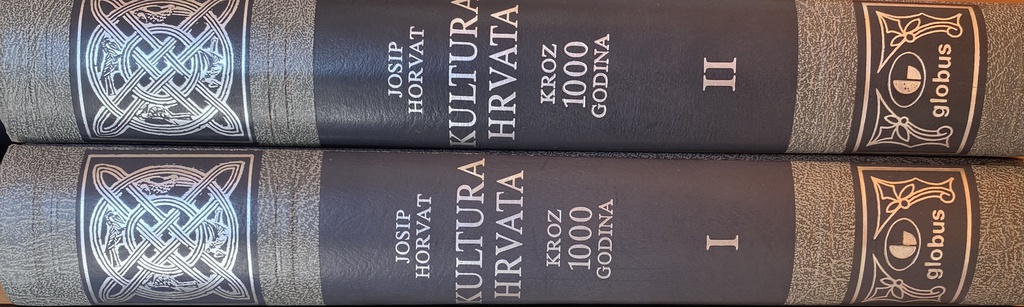 JOSIP
HORVAT
KULTURA
HRVATA
KROZ
1000
GODINA
II
globus
JOSIP
HORVAT
KULTURA
HRVATA
KROZ
1000
GODINA
I
globus